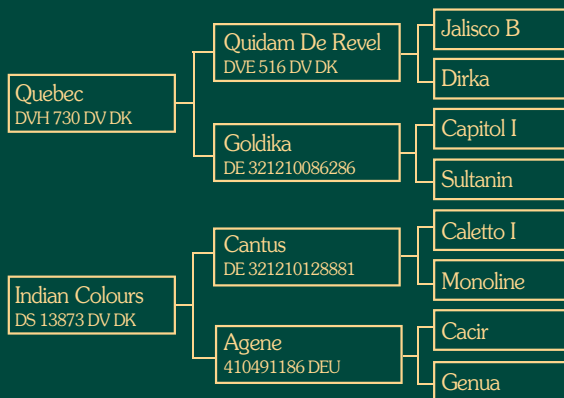 Quebec
DVH 730 DV DK
Quidam De Revel
DVE 516 DV DK
Jalisco B
Dirka
Goldika
DE 321210086286
Capitol I
Sultanin
Indian Colours
DS 13873 DV DK
Cantus
DE 321210128881
Caletto I
Monoline
Agene
410491186 DEU
Cacir
Genua